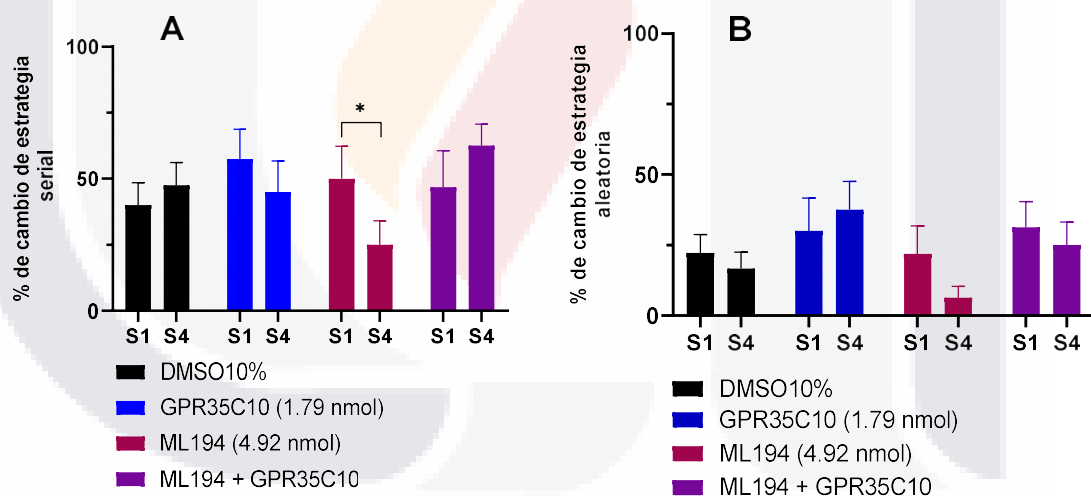 A
% de cambio de estrategia
serial
100
50
0
*
S1 S4 S1 S4 S1 S4 S1 S4
DMSO10%
GPR35C10 (1.79 nmol)
ML194 (4.92 nmol)
ML194 + GPR35C10
B
% de cambio de estrategia
aleatoria
100
50
0
S1 S4 S1 S4 S1 S4 S1 S4
DMSO10%
GPR35C10 (1.79 nmol)
ML194 (4.92 nmol)
ML194 + GPR35C10